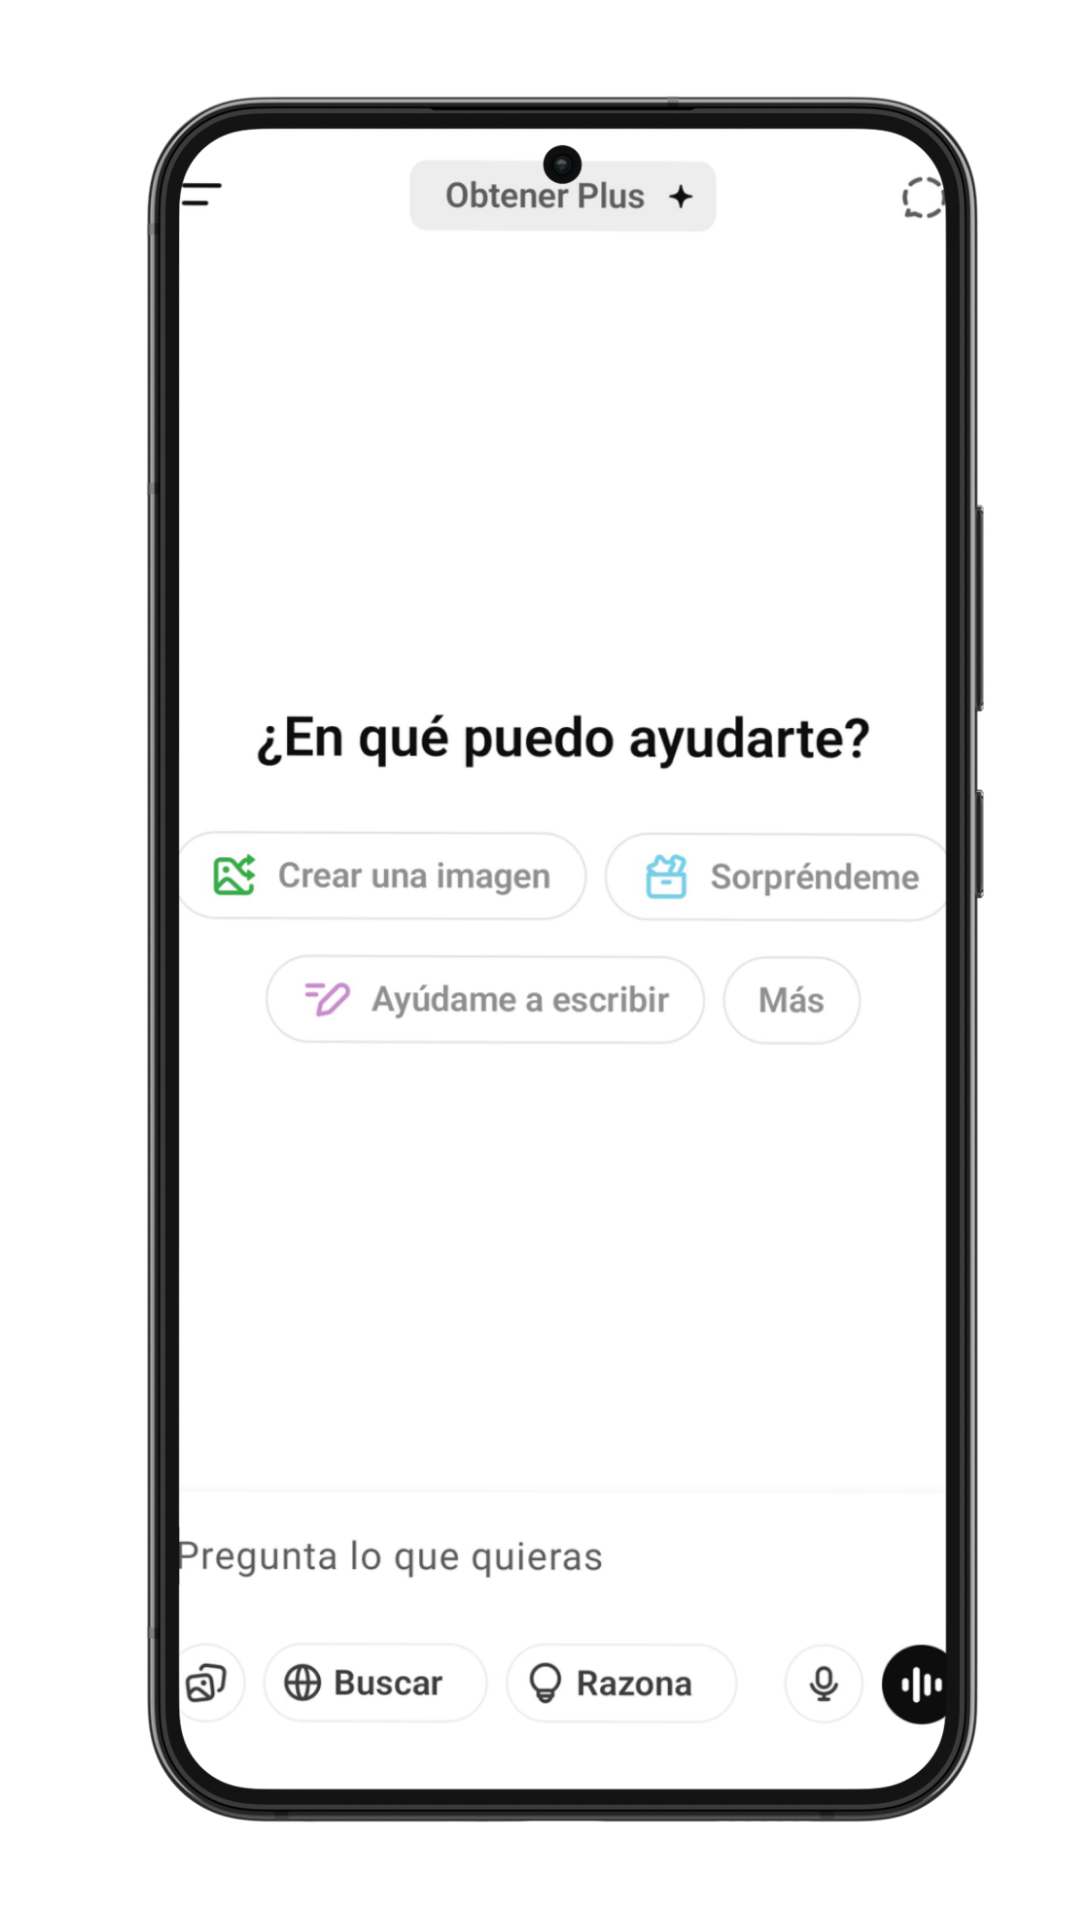 Obtener Plus
¿En qué puedo ayudarte?
Crear una imagen
Sorpréndeme
Ayúdame a escribir
Más
Pregunta lo que quieras
Buscar
Razona